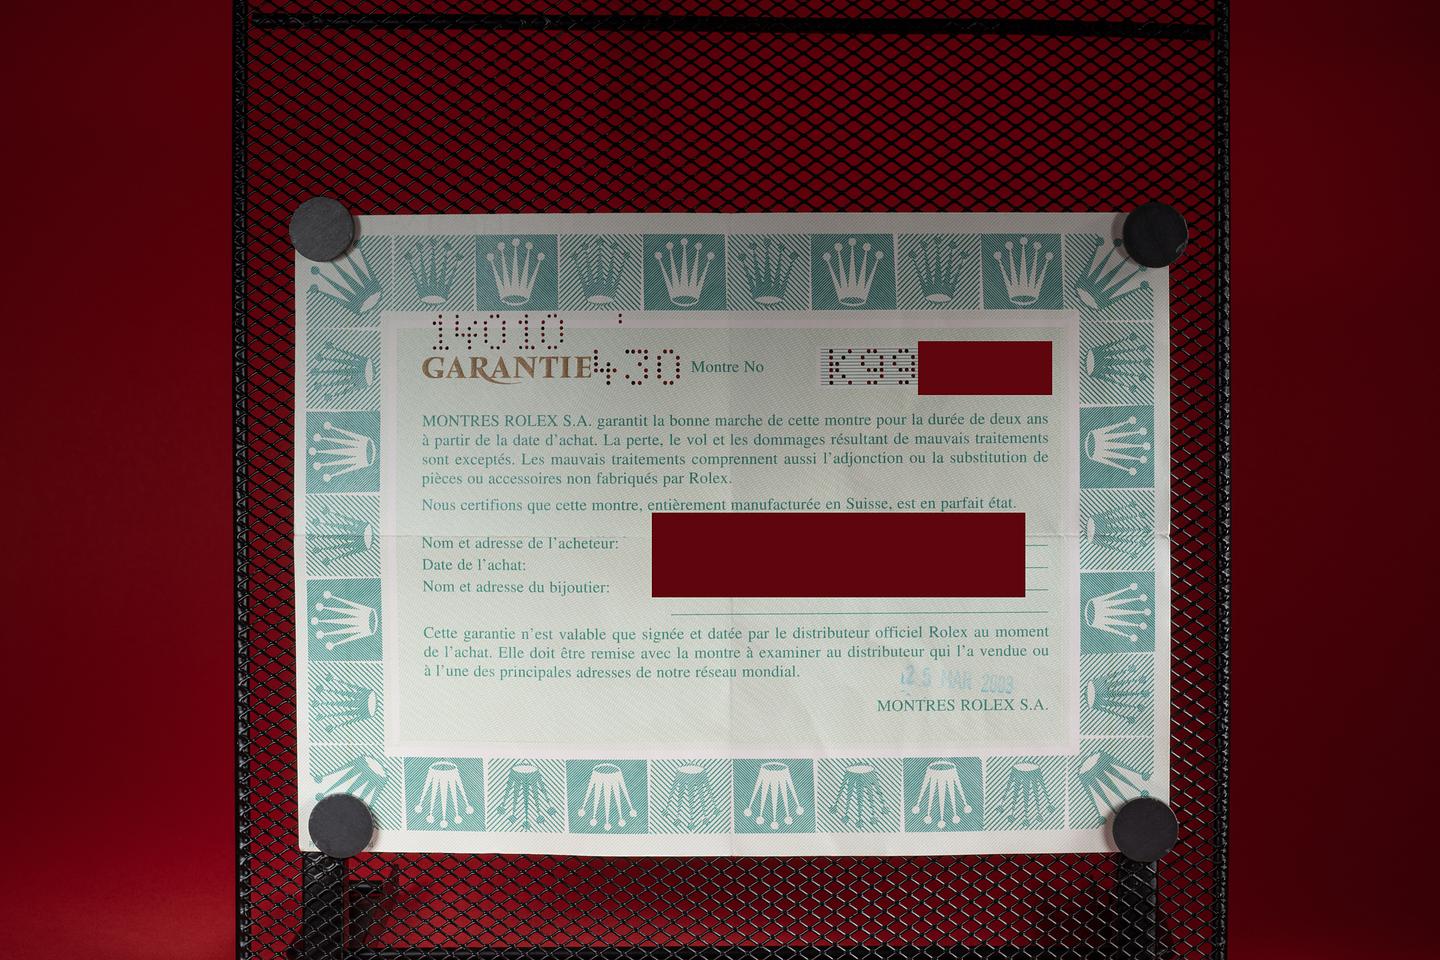 14010
GARANTIE 430 Montre No K99
MONTRES ROLEX S.A. garantit la bonne marche de cette montre pour la durée de deux ans
à partir de la date d'achat. La perte, le vol et les dommages résultant de mauvais traitements
sont exceptés. Les mauvais traitements comprennent aussi l'adjonction ou la substitution de
pièces ou accessoires non fabriqués par Rolex.
Nous certifions que cette montre, entièrement manufacturée en Suisse, est en parfait état.
Nom et adresse de l'acheteur:
Date de l'achat:
Nom et adresse du bijoutier:
Cette garantie n'est valable que signée et datée par le distributeur officiel Rolex au moment
de l'achat. Elle doit être remise avec la montre à examiner au distributeur qui l'a vendue ou
à l'une des principales adresses de notre réseau mondial.
25 MAR 2003
MONTRES ROLEX S.A.